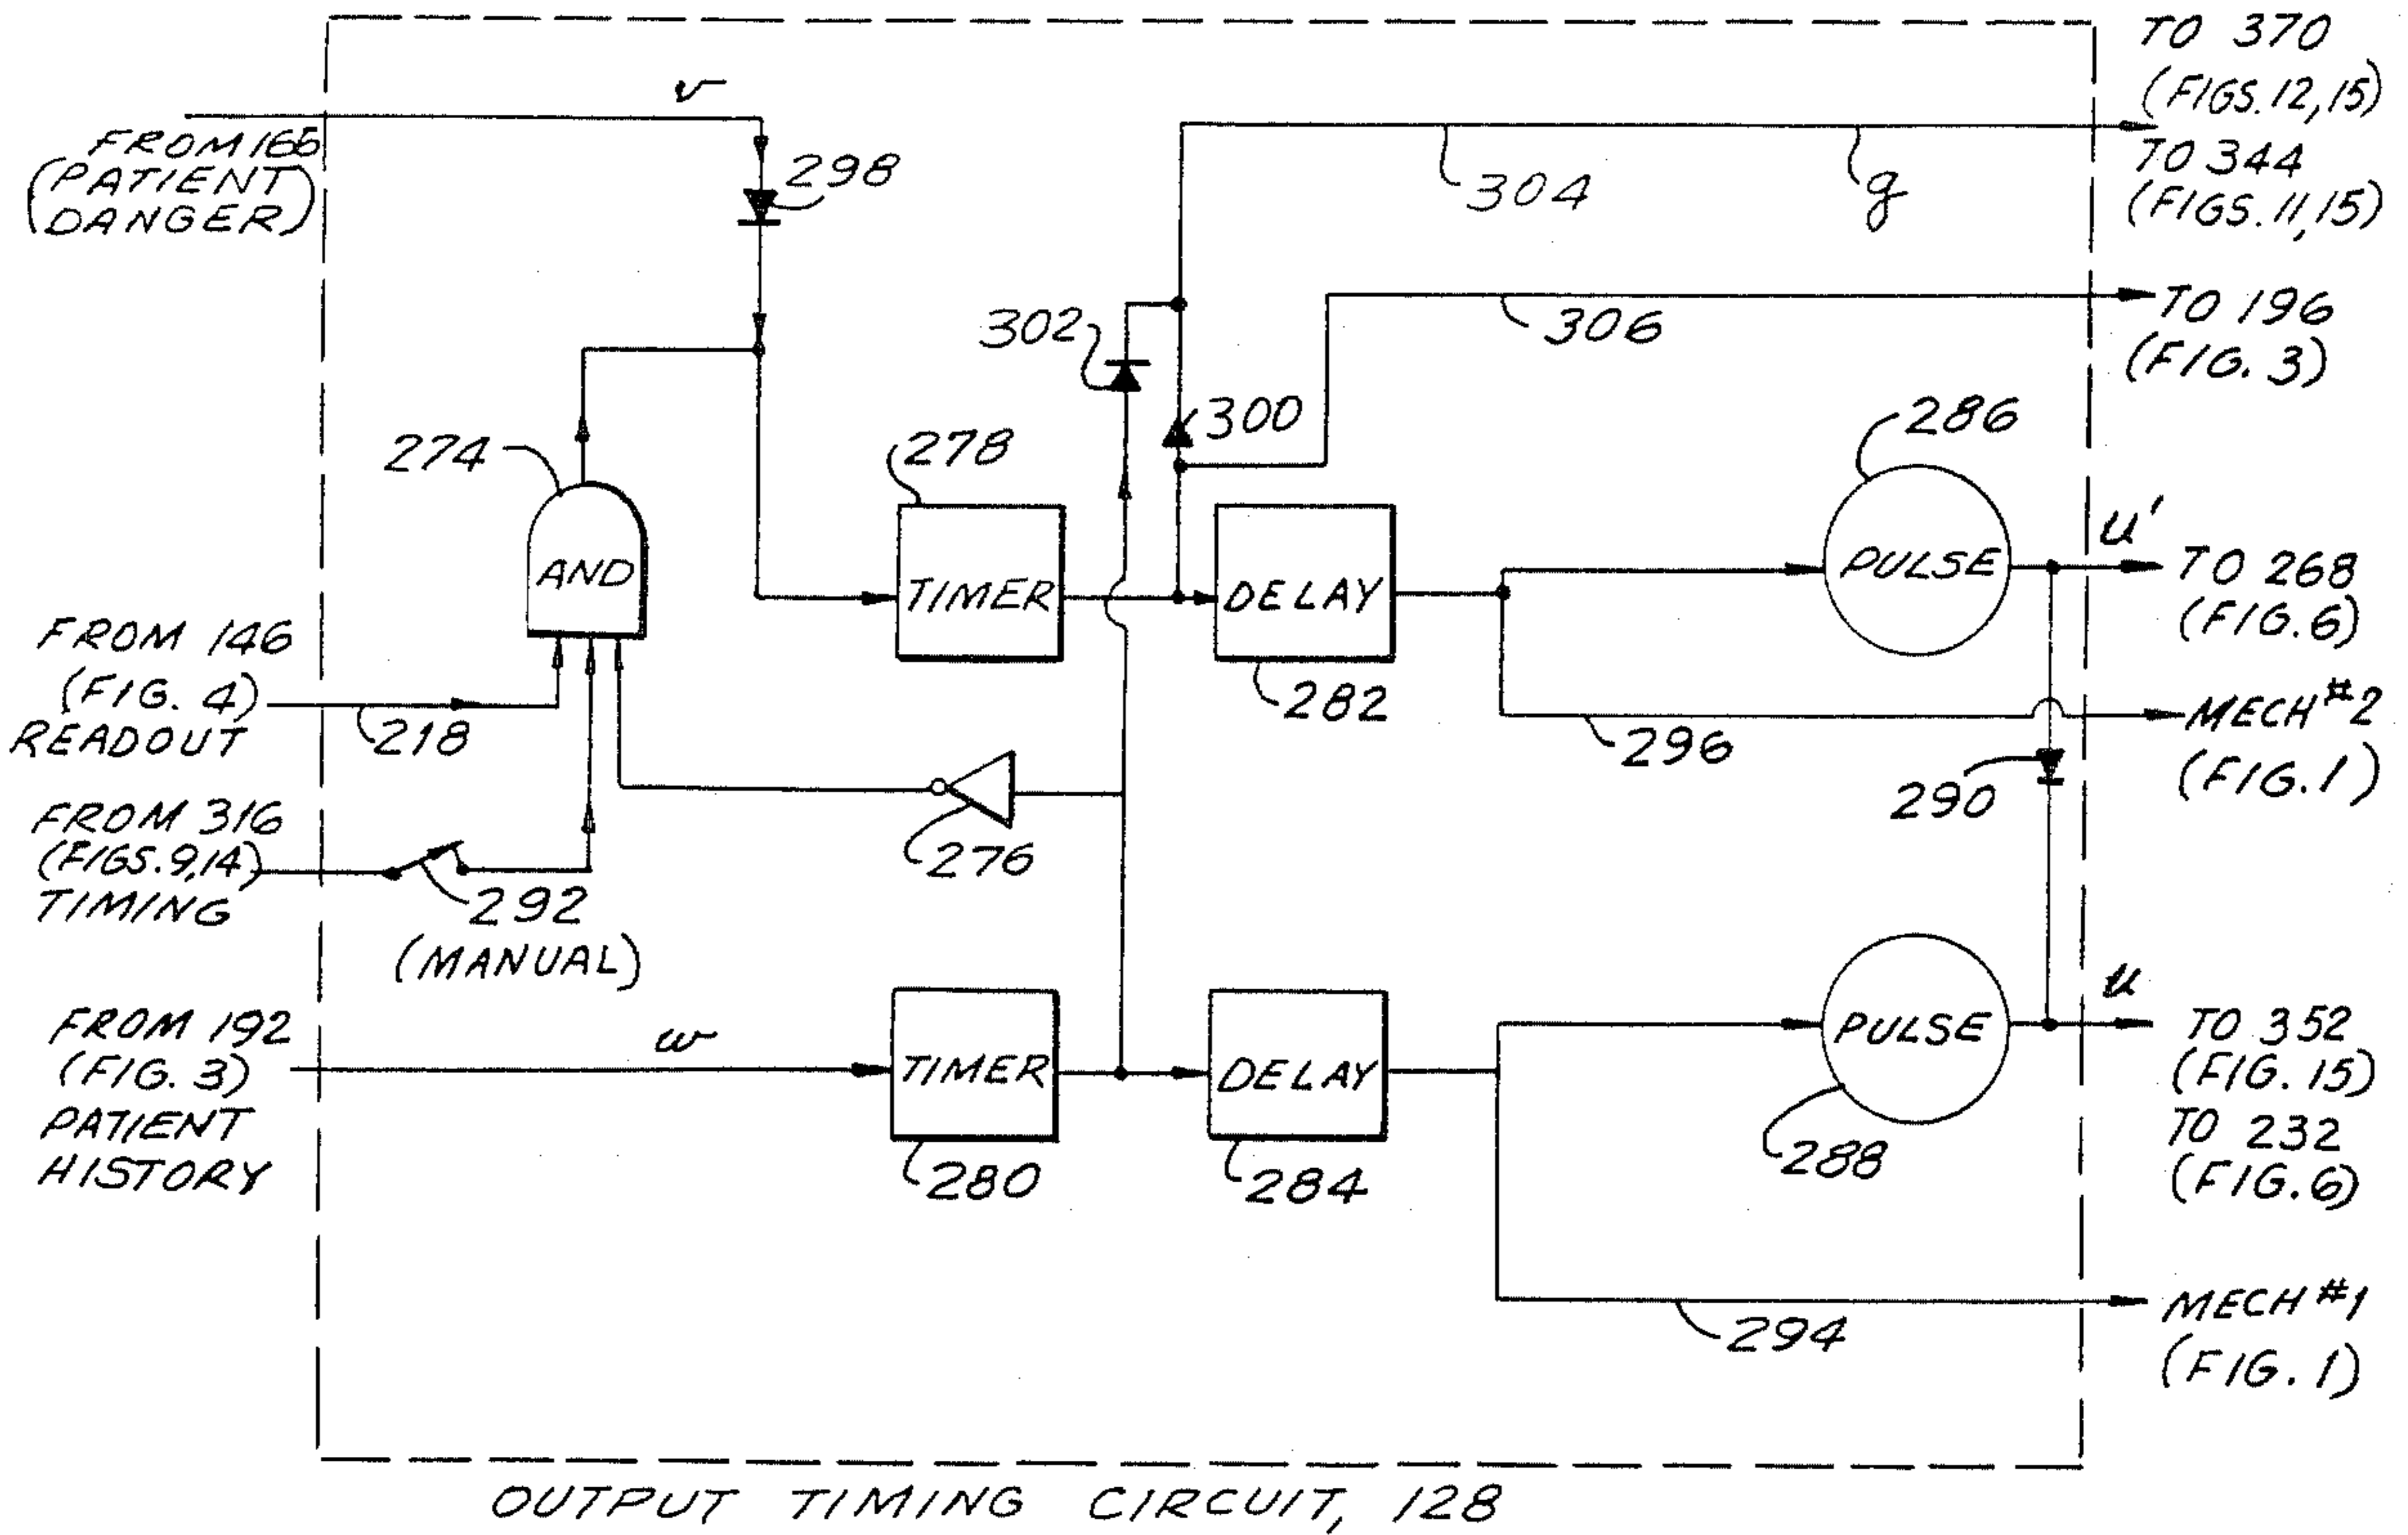 TO 370
(FIGS. 12, 15)
TO 344
(FIGS. 11, 15)
v
FROM 166
(PATIENT
DANGER)
298
304
g
TO 196
(FIG. 3)
306
302
300
286
274
278
AND
TIMER
DELAY
PULSE
u'
TO 268
(FIG. 6)
282
FROM 146
(FIG. 4)
READOUT
218
296
MECH #2
(FIG. 1)
290
276
FROM 316
(FIGS. 9, 14)
TIMING
292
(MANUAL)
FROM 192
(FIG. 3)
PATIENT
HISTORY
w
TIMER
DELAY
PULSE
u
TO 352
(FIG. 15)
TO 232
(FIG. 6)
280
284
288
294
MECH #1
(FIG. 1)
OUTPUT TIMING CIRCUIT, 128